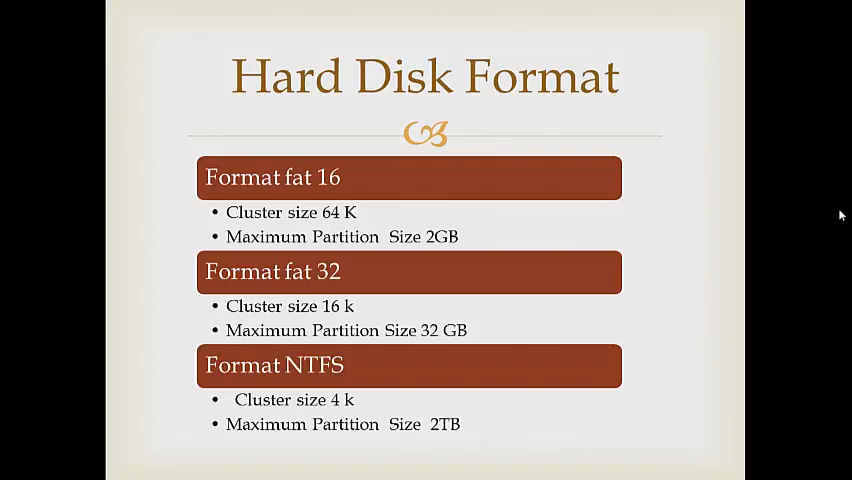 Hard Disk Format
Format fat 16
• Cluster size 64 K
• Maximum Partition Size 2GB
Format fat 32
• Cluster size 16 k
• Maximum Partition Size 32 GB
Format NTFS
• Cluster size 4 k
• Maximum Partition Size 2TB